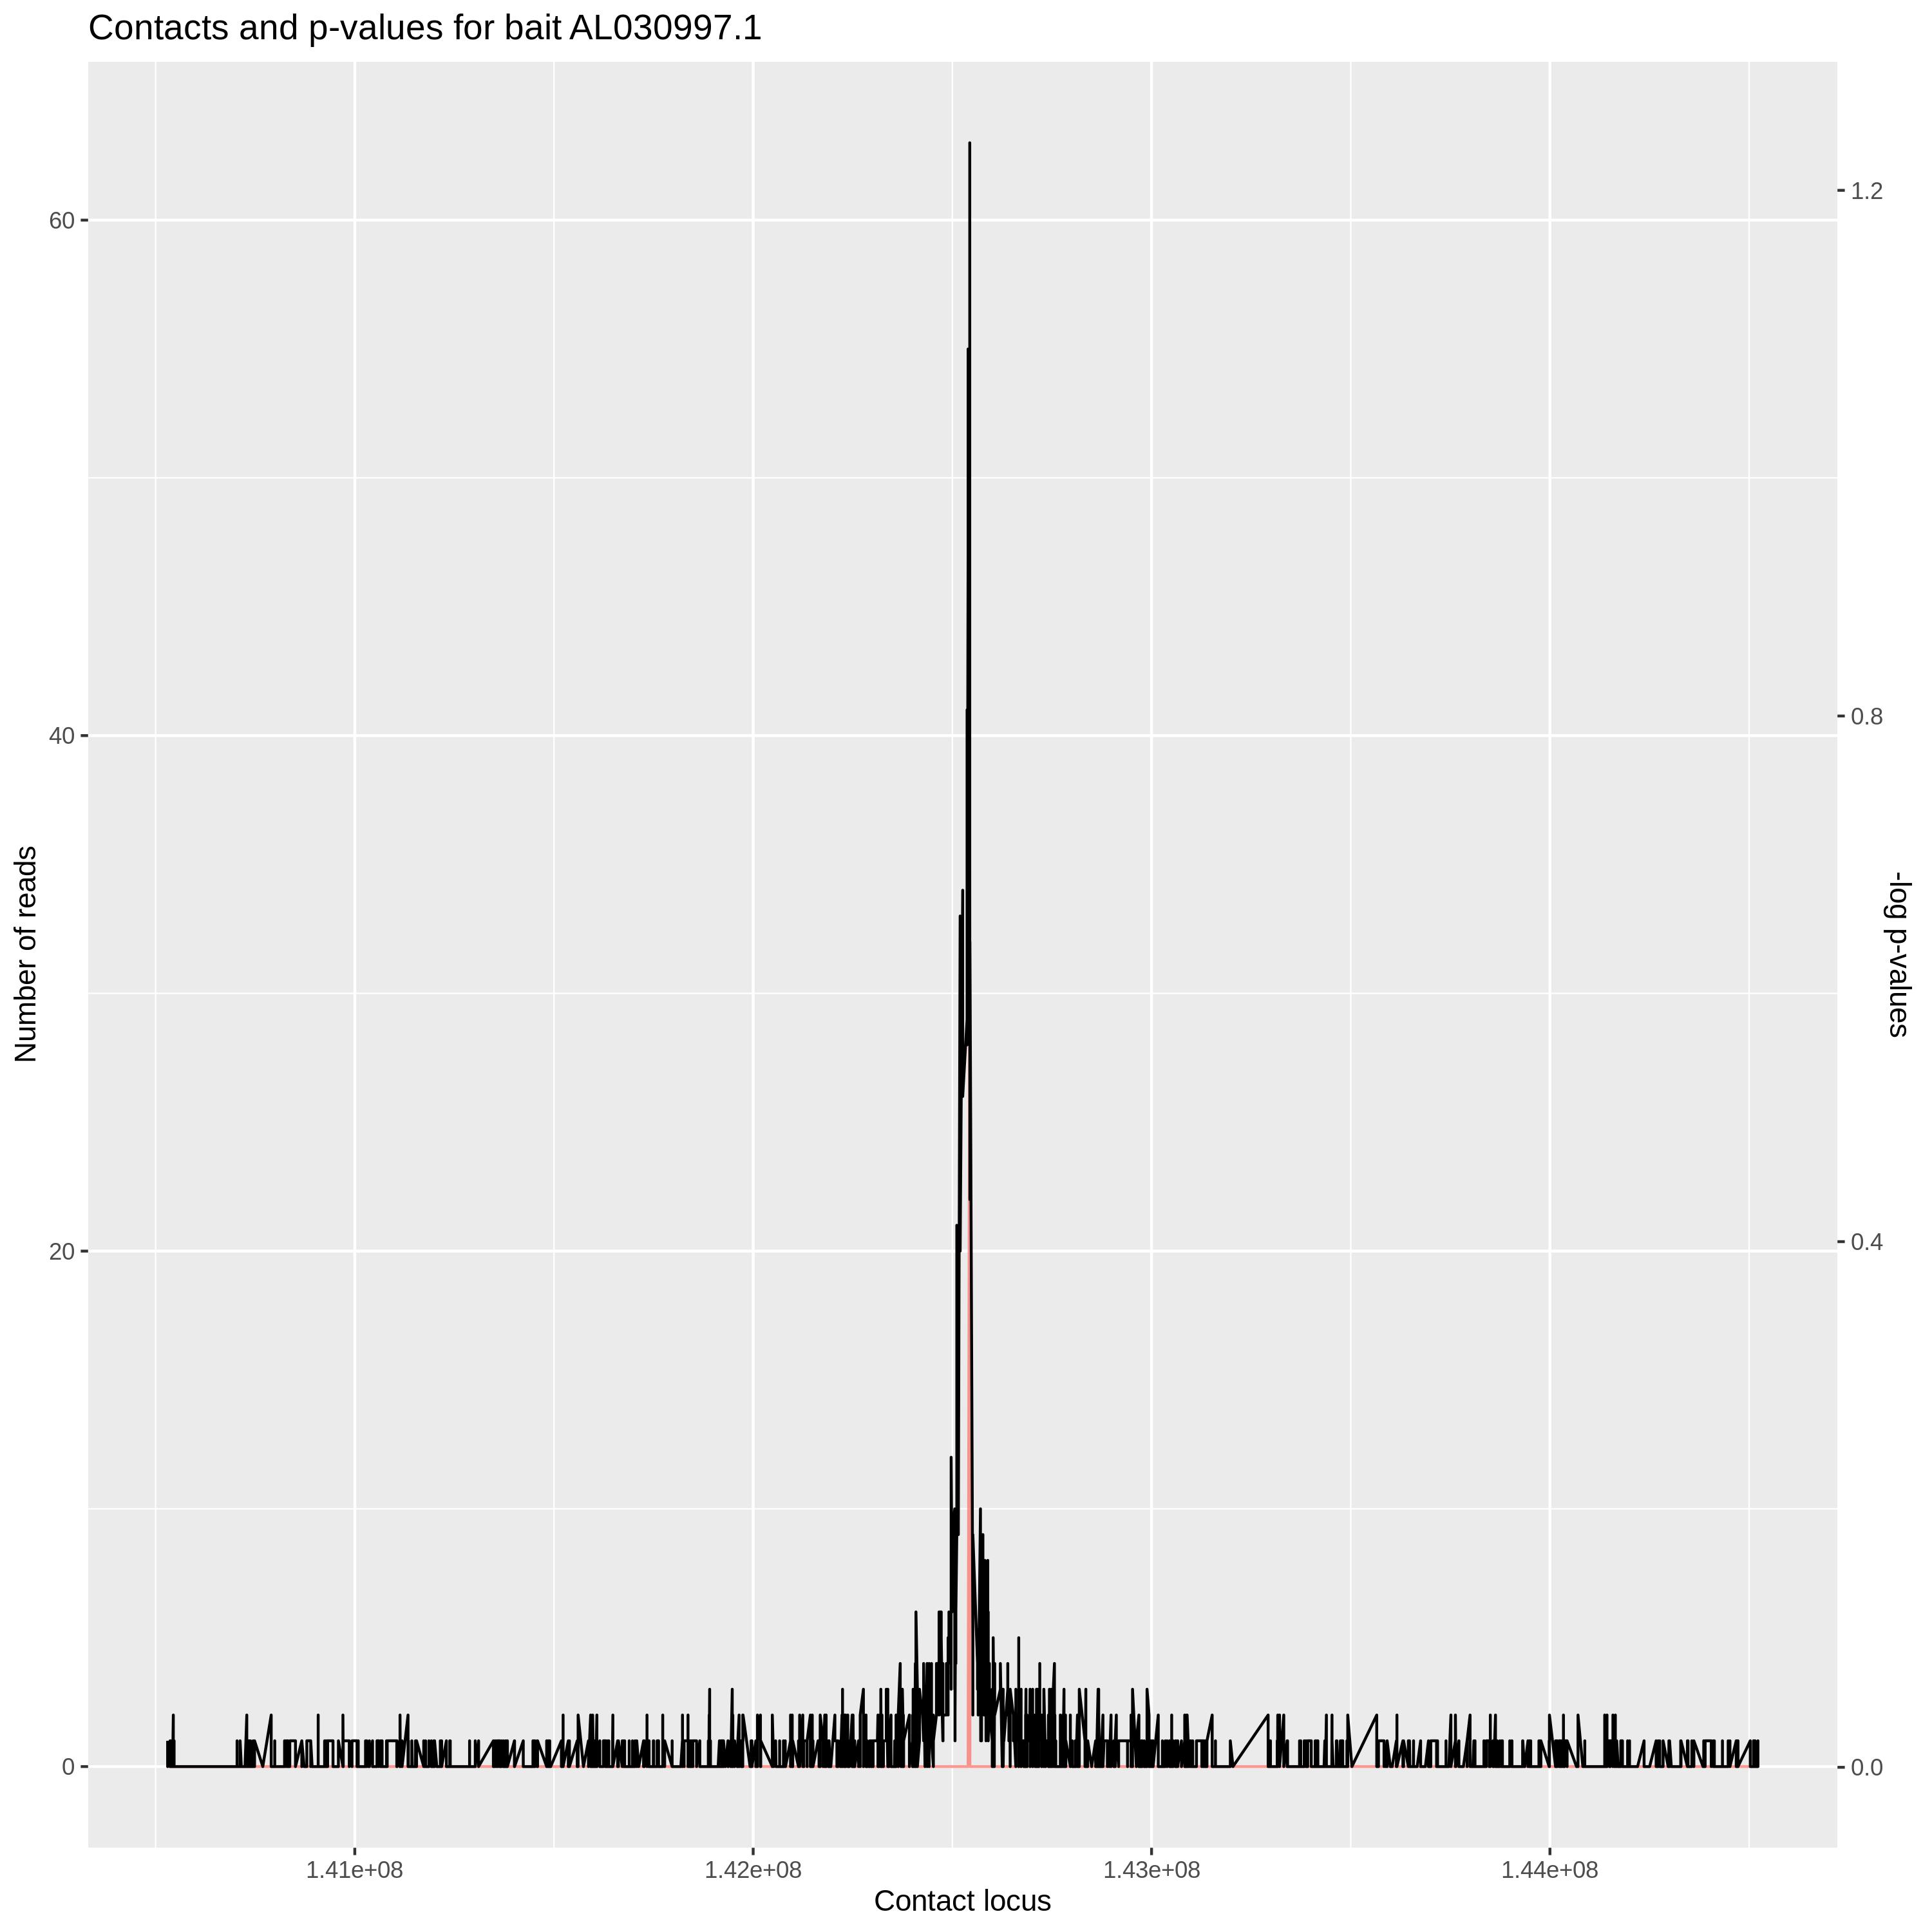 Contacts and p-values for bait AL030997.1
60
40
20
0
Number of reads
1.2
0.8
0.4
0.0
-log p-values
1.41e+08
1.42e+08
1.43e+08
1.44e+08
Contact locus